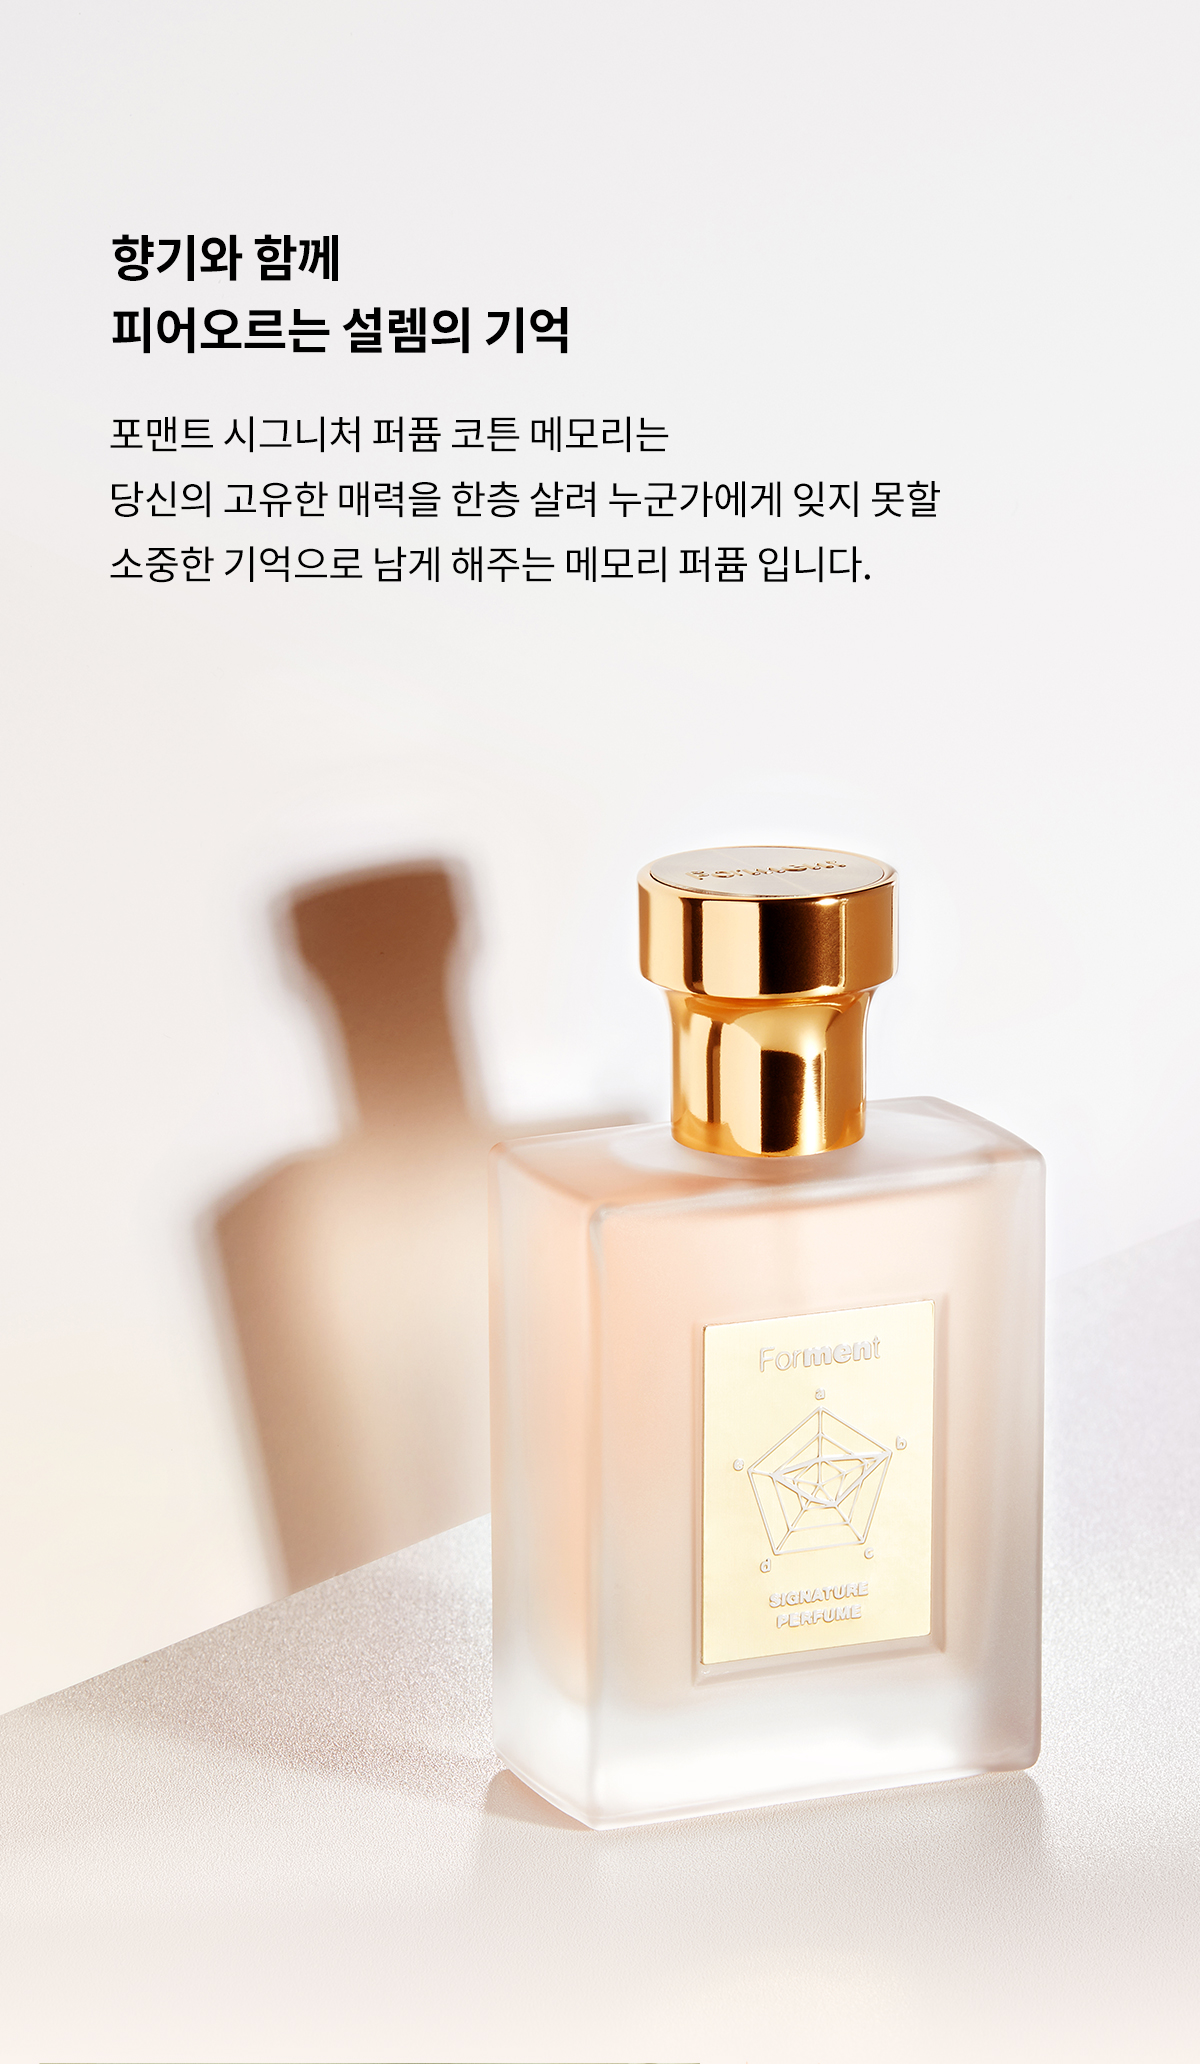 향기와 함께
피어오르는 설렘의 기억
포맨트 시그니처 퍼퓸 코튼 메모리는
당신의 고유한 매력을 한층 살려 누군가에게 잊지 못할
소중한 기억으로 남게 해주는 메모리 퍼퓸 입니다.
Forment
Forment
a
b
e
d
c
SIGNATURE
PERFUME